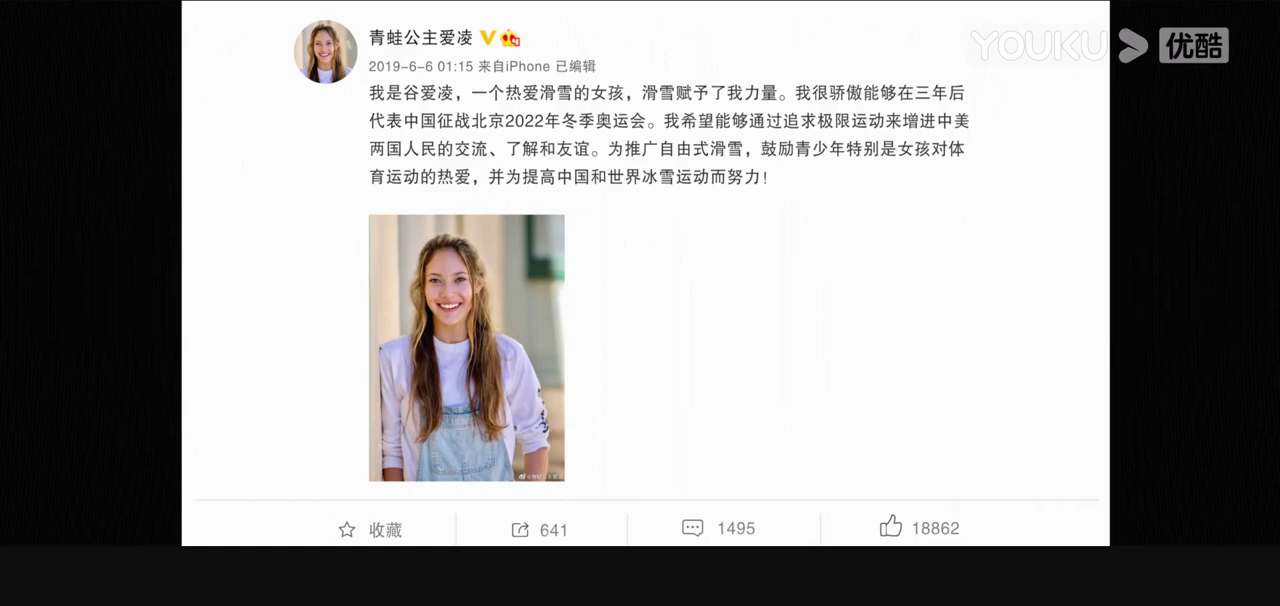 YOUKU 优酷
青蛙公主爱凌
2019-6-6 01:15 来自iPhone 已编辑
我是谷爱凌，一个热爱滑雪的女孩，滑雪赋予了我力量。我很骄傲能够在三年后
代表中国征战北京2022年冬季奥运会。我希望能够通过追求极限运动来增进中美
两国人民的交流、了解和友谊。为推广自由式滑雪，鼓励青少年特别是女孩对体
育运动的热爱，并为提高中国和世界冰雪运动而努力！
收藏
641
1495
18862